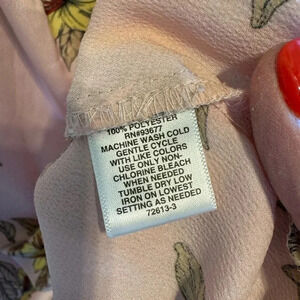 100% POLYESTER
RN#93677
MACHINE WASH COLD
GENTLE CYCLE
WITH LIKE COLORS
USE ONLY NON-
CHLORINE BLEACH
WHEN NEEDED
TUMBLE DRY LOW
IRON ON LOWEST
SETTING AS NEEDED
72613-3